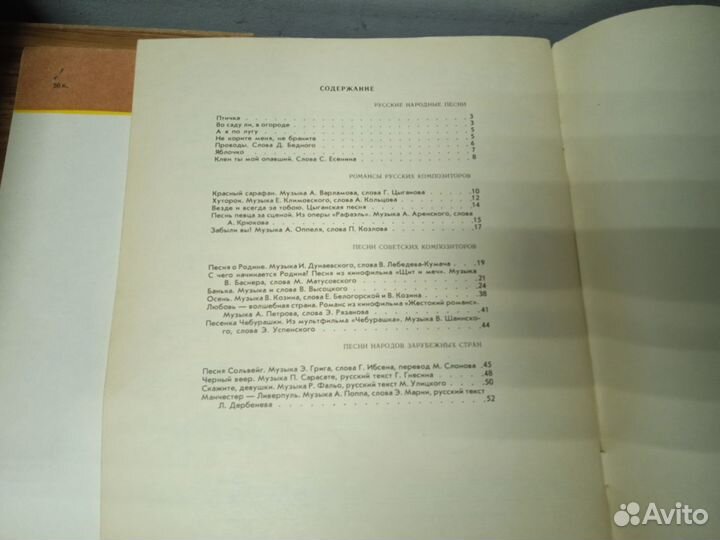 30 к.
СОДЕРЖАНИЕ
РУССКИЕ НАРОДНЫЕ ПЕСНИ
Птичка . . . . . . . . . . 3
Во саду ли, в огороде . . . . . . . . . . 3
А я по лугу . . . . . . . . . . 5
Не корите меня, не браните . . . . . . . . . . 5
Проводы. Слова Д. Бедного . . . . . . . . . . 6
Яблочко . . . . . . . . . . 7
Клен ты мой опавший. Слова С. Есенина . . . . . . . . . . 8
РОМАНСЫ РУССКИХ КОМПОЗИТОРОВ
Красный сарафан. Музыка А. Варламова, слова Г. Цыганова . . . . 10
Хуторок. Музыка Е. Климовского, слова А. Кольцова . . . . 12
Везде и всегда за тобою. Цыганская песня . . . . . . 14
Песнь певца за сценой. Из оперы «Рафаэль». Музыка А. Аренского, слова
А. Крюкова . . . . . . . . . . 15
Забыли вы! Музыка А. Оппеля, слова П. Козлова . . . . . 17
ПЕСНИ СОВЕТСКИХ КОМПОЗИТОРОВ
Песня о Родине. Музыка И. Дунаевского, слова В. Лебедева-Кумача . . 19
С чего начинается Родина? Песня из кинофильма «Щит и меч». Музыка
В. Баснера, слова М. Матусовского . . . . . . . 21
Банька. Музыка и слова В. Высоцкого . . . . . . . 24
Осень. Музыка В. Козина, слова Е. Белогорской и В. Козина . . . 38
Любовь — волшебная страна. Романс из кинофильма «Жестокий романс».
Музыка А. Петрова, слова Э. Рязанова . . . . . . 41
Песенка Чебурашки. Из мультфильма «Чебурашка». Музыка В. Шаинско-
го, слова Э. Успенского . . . . . . . . . 44
ПЕСНИ НАРОДОВ ЗАРУБЕЖНЫХ СТРАН
Песня Сольвейг. Музыка Э. Грига, слова Г. Ибсена, перевод М. Слонова . 45
Черный веер. Музыка П. Сарасате, русский текст Г. Гнесина . . . 48
Скажите, девушки. Музыка Р. Фальо, русский текст М. Улицкого . . . 50
Манчестер — Ливерпуль. Музыка А. Поппа, слова Э. Марни, русский текст
Л. Дербенева . . . . . . . . . . 52
Avito